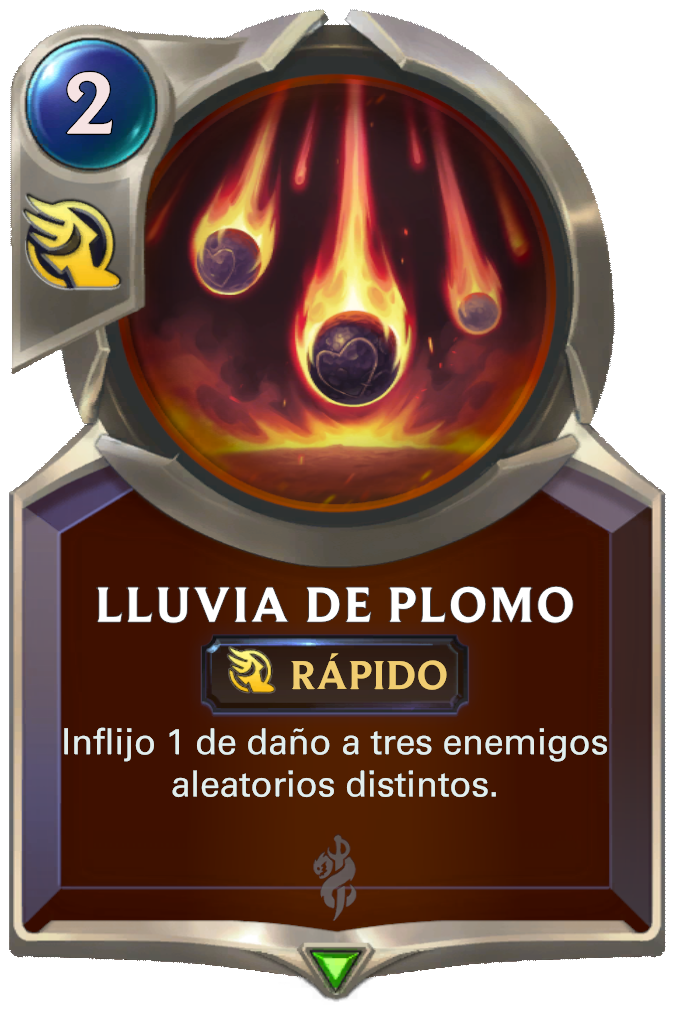 2
LLUVIA DE PLOMO
RÁPIDO
Inflijo 1 de daño a tres enemigos
aleatorios distintos.